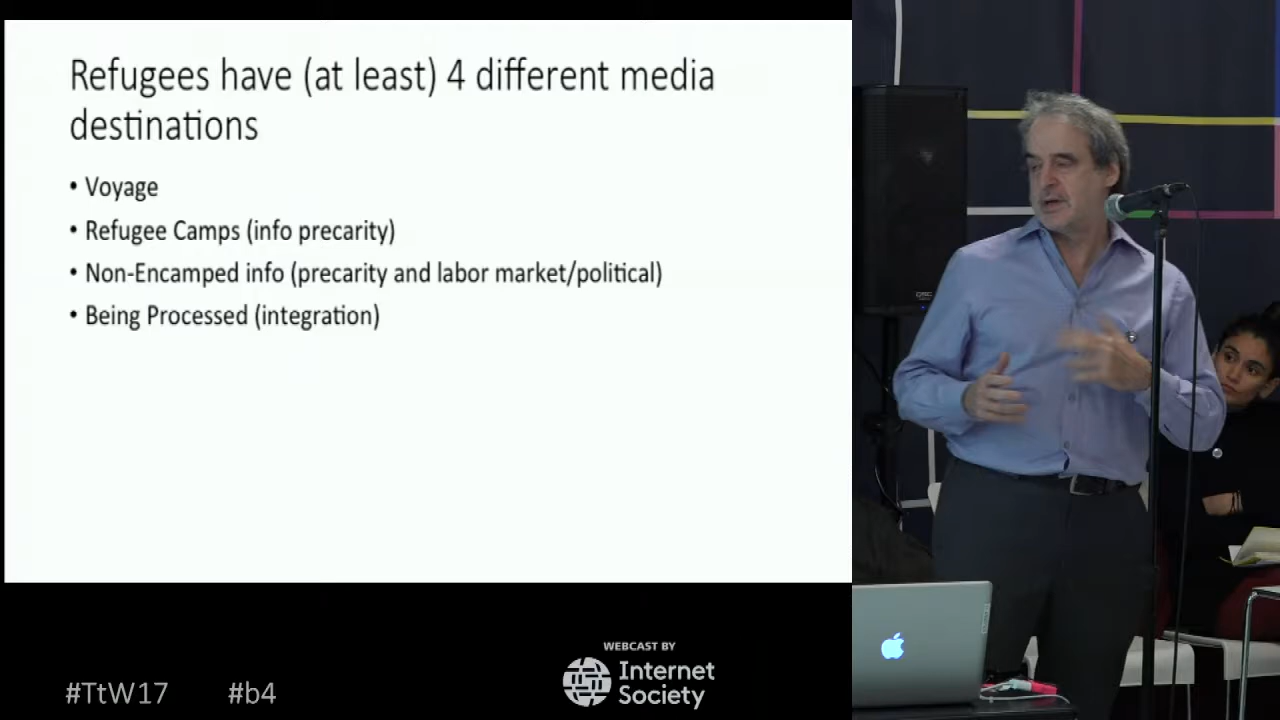 Refugees have (at least) 4 different media
destinations
• Voyage
• Refugee Camps (info precarity)
• Non-Encamped info (precarity and labor market/political)
• Being Processed (integration)
#TtW17 #b4
WEBCAST BY
Internet
Society